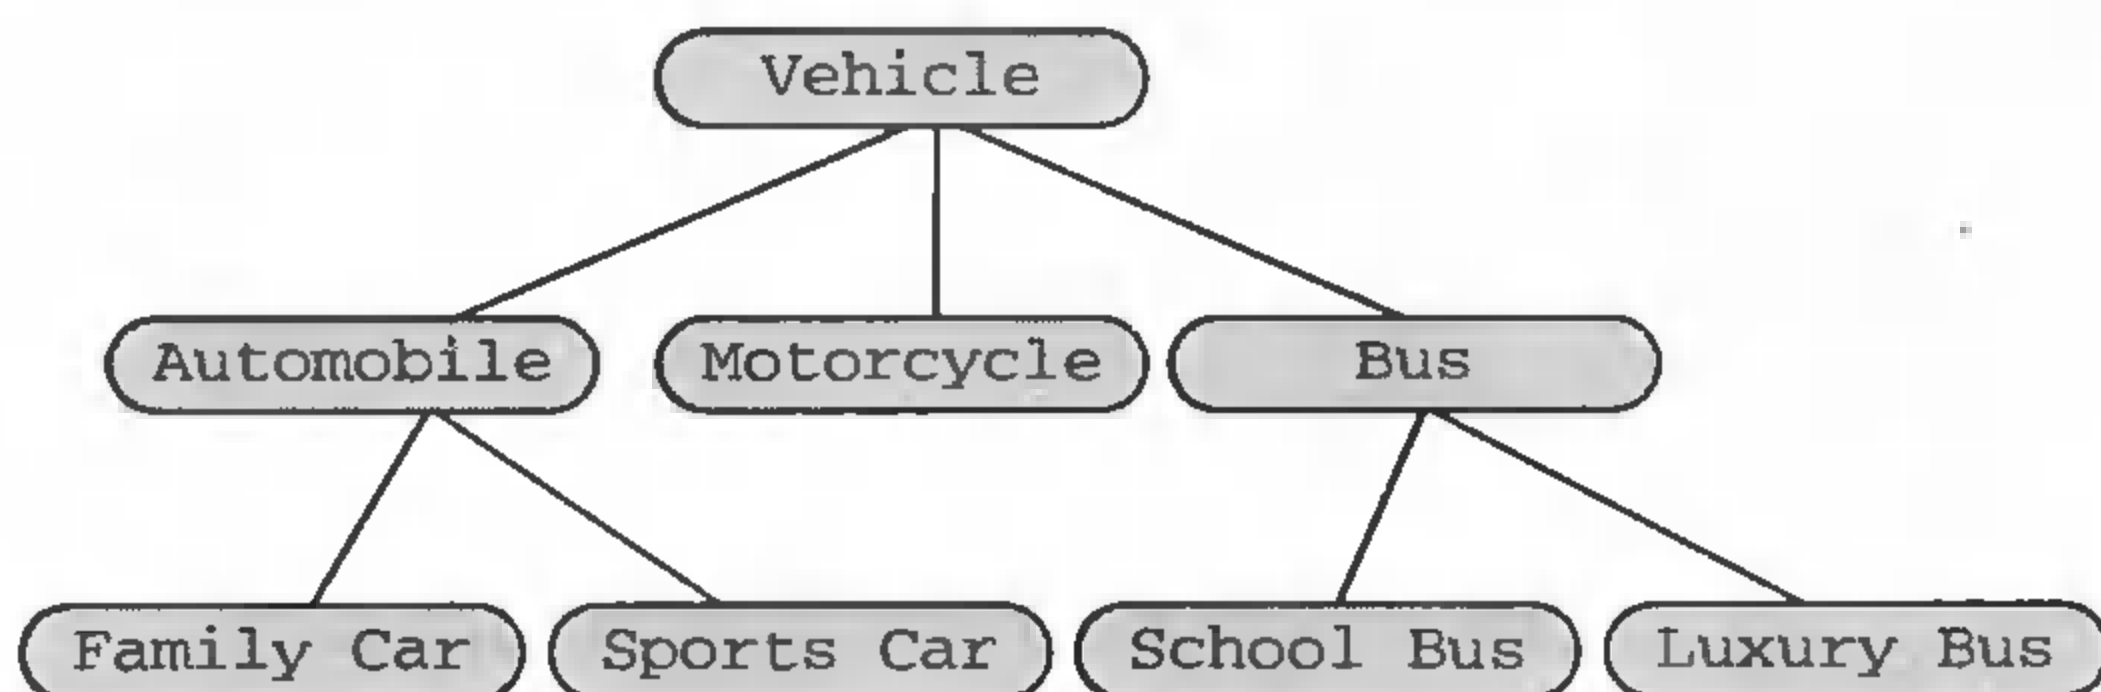 Vehicle
Automobile Motorcycle Bus
Family Car Sports Car School Bus Luxury Bus